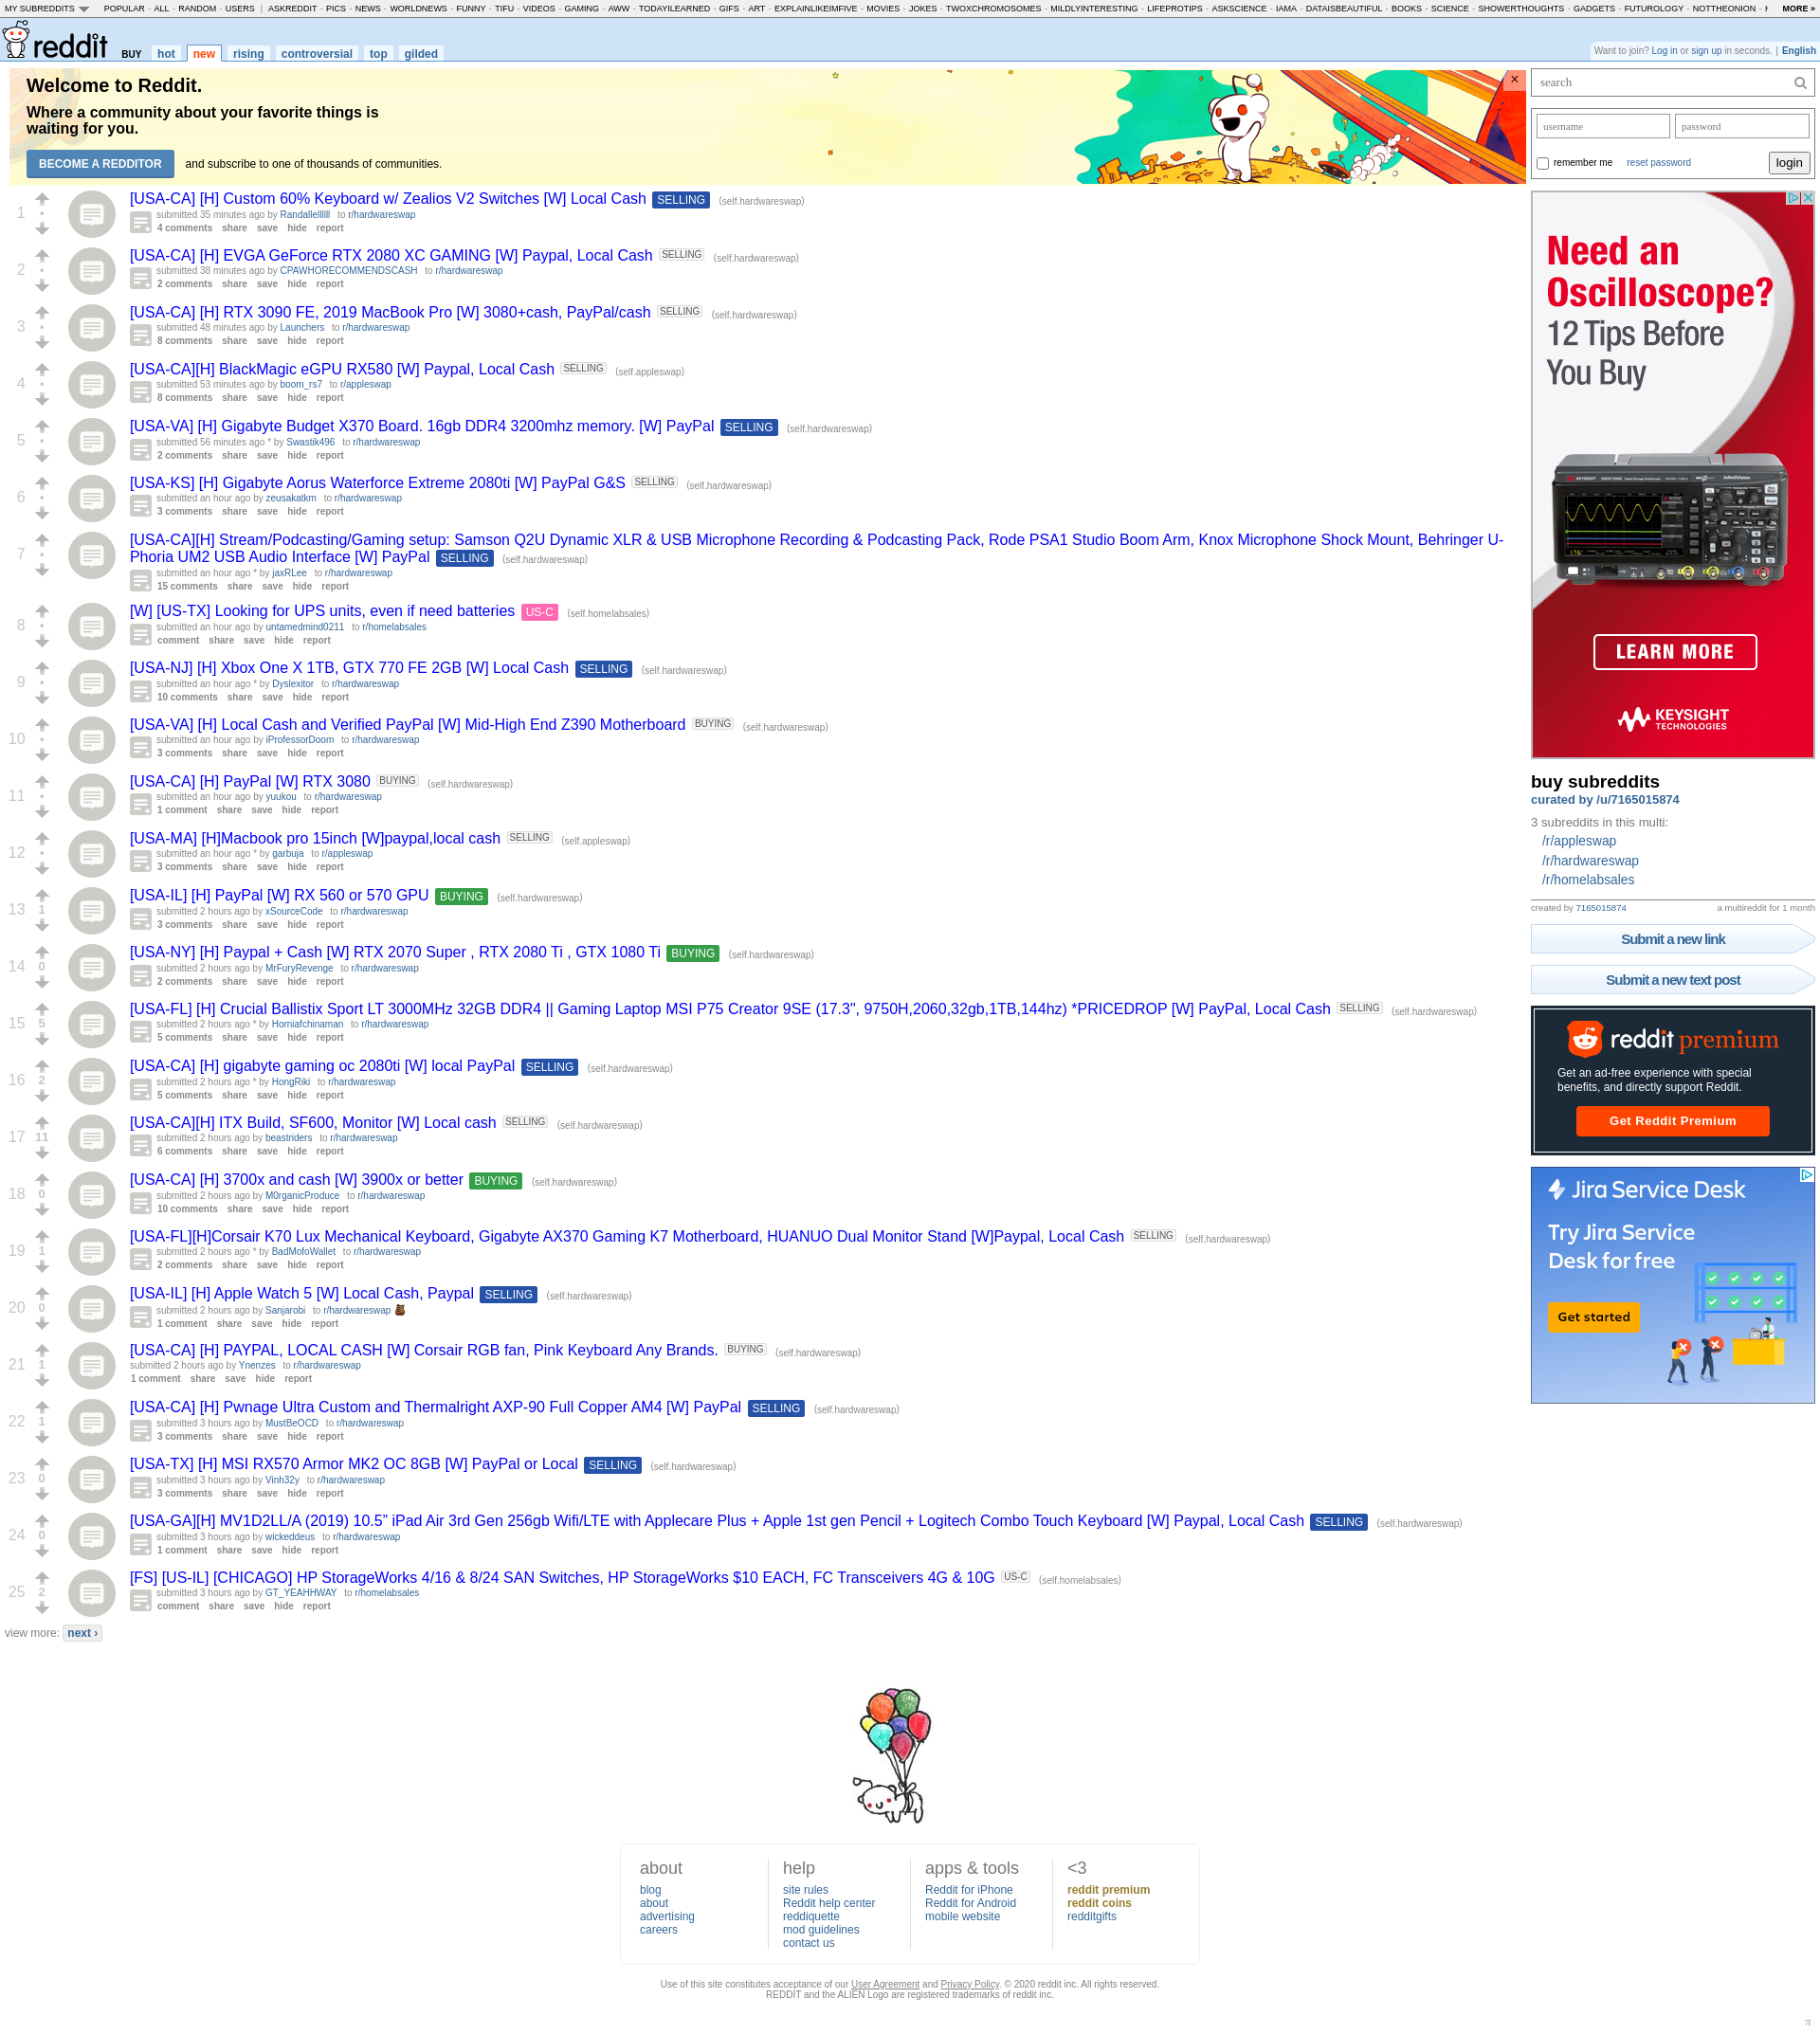 MY SUBREDDITS POPULAR - ALL - RANDOM - USERS | ASKREDDIT - PICS - NEWS - WORLDNEWS - FUNNY - TIFU - VIDEOS - GAMING - AWW - TODAYILEARNED - GIFS - ART - EXPLAINLIKEIMFIVE - MOVIES - JOKES - TWOXCHROMOSOMES - MILDLYINTERESTING - LIFEPROTIPS - ASKSCIENCE - IAMA - DATAISBEAUTIFUL - BOOKS - SCIENCE - SHOWERTHOUGHTS - GADGETS - FUTUROLOGY - NOTTHEONION - MORE »
reddit BUY hot new rising controversial top gilded
Want to join? Log in or sign up in seconds. | English
Welcome to Reddit.
Where a community about your favorite things is
waiting for you.
BECOME A REDDITOR and subscribe to one of thousands of communities.
×
1
[USA-CA] [H] Custom 60% Keyboard w/ Zealios V2 Switches [W] Local Cash SELLING (self.hardwareswap)
submitted 35 minutes ago by Randallellllll to r/hardwareswap
4 comments share save hide report
2
[USA-CA] [H] EVGA GeForce RTX 2080 XC GAMING [W] Paypal, Local Cash SELLING (self.hardwareswap)
submitted 38 minutes ago by CPAWHORECOMMENDSCASH to r/hardwareswap
2 comments share save hide report
3
[USA-CA] [H] RTX 3090 FE, 2019 MacBook Pro [W] 3080+cash, PayPal/cash SELLING (self.hardwareswap)
submitted 48 minutes ago by Launchers to r/hardwareswap
8 comments share save hide report
4
[USA-CA][H] BlackMagic eGPU RX580 [W] Paypal, Local Cash SELLING (self.appleswap)
submitted 53 minutes ago by boom_rs7 to r/appleswap
8 comments share save hide report
5
[USA-VA] [H] Gigabyte Budget X370 Board. 16gb DDR4 3200mhz memory. [W] PayPal SELLING (self.hardwareswap)
submitted 56 minutes ago * by Swastik496 to r/hardwareswap
2 comments share save hide report
6
[USA-KS] [H] Gigabyte Aorus Waterforce Extreme 2080ti [W] PayPal G&S SELLING (self.hardwareswap)
submitted an hour ago by zeusakatkm to r/hardwareswap
3 comments share save hide report
7
[USA-CA][H] Stream/Podcasting/Gaming setup: Samson Q2U Dynamic XLR & USB Microphone Recording & Podcasting Pack, Rode PSA1 Studio Boom Arm, Knox Microphone Shock Mount, Behringer U-
Phoria UM2 USB Audio Interface [W] PayPal SELLING (self.hardwareswap)
submitted an hour ago * by jaxRLee to r/hardwareswap
15 comments share save hide report
8
[W] [US-TX] Looking for UPS units, even if need batteries US-C (self.homelabsales)
submitted an hour ago by untamedmind0211 to r/homelabsales
comment share save hide report
9
[USA-NJ] [H] Xbox One X 1TB, GTX 770 FE 2GB [W] Local Cash SELLING (self.hardwareswap)
submitted an hour ago * by Dyslexitor to r/hardwareswap
10 comments share save hide report
10
[USA-VA] [H] Local Cash and Verified PayPal [W] Mid-High End Z390 Motherboard BUYING (self.hardwareswap)
submitted an hour ago by iProfessorDoom to r/hardwareswap
3 comments share save hide report
11
[USA-CA] [H] PayPal [W] RTX 3080 BUYING (self.hardwareswap)
submitted an hour ago by yuukou to r/hardwareswap
1 comment share save hide report
12
[USA-MA] [H]Macbook pro 15inch [W]paypal,local cash SELLING (self.appleswap)
submitted an hour ago * by garbuja to r/appleswap
3 comments share save hide report
13 1
[USA-IL] [H] PayPal [W] RX 560 or 570 GPU BUYING (self.hardwareswap)
submitted 2 hours ago by xSourceCode to r/hardwareswap
3 comments share save hide report
14 0
[USA-NY] [H] Paypal + Cash [W] RTX 2070 Super , RTX 2080 Ti , GTX 1080 Ti BUYING (self.hardwareswap)
submitted 2 hours ago by MrFuryRevenge to r/hardwareswap
2 comments share save hide report
15 5
[USA-FL] [H] Crucial Ballistix Sport LT 3000MHz 32GB DDR4 || Gaming Laptop MSI P75 Creator 9SE (17.3", 9750H,2060,32gb,1TB,144hz) *PRICEDROP [W] PayPal, Local Cash SELLING (self.hardwareswap)
submitted 2 hours ago * by Horniafchinaman to r/hardwareswap
5 comments share save hide report
16 2
[USA-CA] [H] gigabyte gaming oc 2080ti [W] local PayPal SELLING (self.hardwareswap)
submitted 2 hours ago * by HongRiki to r/hardwareswap
5 comments share save hide report
17 11
[USA-CA][H] ITX Build, SF600, Monitor [W] Local cash SELLING (self.hardwareswap)
submitted 2 hours ago by beastriders to r/hardwareswap
6 comments share save hide report
18 0
[USA-CA] [H] 3700x and cash [W] 3900x or better BUYING (self.hardwareswap)
submitted 2 hours ago by M0rganicProduce to r/hardwareswap
10 comments share save hide report
19 1
[USA-FL][H]Corsair K70 Lux Mechanical Keyboard, Gigabyte AX370 Gaming K7 Motherboard, HUANUO Dual Monitor Stand [W]Paypal, Local Cash SELLING (self.hardwareswap)
submitted 2 hours ago * by BadMofoWallet to r/hardwareswap
2 comments share save hide report
20 0
[USA-IL] [H] Apple Watch 5 [W] Local Cash, Paypal SELLING (self.hardwareswap)
submitted 2 hours ago by Sanjarobi to r/hardwareswap
1 comment share save hide report
21 1
[USA-CA] [H] PAYPAL, LOCAL CASH [W] Corsair RGB fan, Pink Keyboard Any Brands. BUYING (self.hardwareswap)
submitted 2 hours ago by Ynenzes to r/hardwareswap
1 comment share save hide report
22 1
[USA-CA] [H] Pwnage Ultra Custom and Thermalright AXP-90 Full Copper AM4 [W] PayPal SELLING (self.hardwareswap)
submitted 3 hours ago by MustBeOCD to r/hardwareswap
3 comments share save hide report
23 0
[USA-TX] [H] MSI RX570 Armor MK2 OC 8GB [W] PayPal or Local SELLING (self.hardwareswap)
submitted 3 hours ago by Vinh32y to r/hardwareswap
3 comments share save hide report
24 0
[USA-GA][H] MV1D2LL/A (2019) 10.5” iPad Air 3rd Gen 256gb Wifi/LTE with Applecare Plus + Apple 1st gen Pencil + Logitech Combo Touch Keyboard [W] Paypal, Local Cash SELLING (self.hardwareswap)
submitted 3 hours ago by wickeddeus to r/hardwareswap
1 comment share save hide report
25 2
[FS] [US-IL] [CHICAGO] HP StorageWorks 4/16 & 8/24 SAN Switches, HP StorageWorks $10 EACH, FC Transceivers 4G & 10G US-C (self.homelabsales)
submitted 3 hours ago by GT_YEAHHWAY to r/homelabsales
comment share save hide report
view more: next ›
search
username password
remember me reset password login
Need an
Oscilloscope?
12 Tips Before
You Buy
KEYSIGHT
LEARN MORE
KEYSIGHT
TECHNOLOGIES
buy subreddits
curated by /u/7165015874
3 subreddits in this multi:
/r/appleswap
/r/hardwareswap
/r/homelabsales
created by 7165015874 a multireddit for 1 month
Submit a new link
Submit a new text post
reddit premium
Get an ad-free experience with special
benefits, and directly support Reddit.
Get Reddit Premium
Jira Service Desk
Try Jira Service
Desk for free
Get started
about
blog
about
advertising
careers
help
site rules
Reddit help center
reddiquette
mod guidelines
contact us
apps & tools
Reddit for iPhone
Reddit for Android
mobile website
<3
reddit premium
reddit coins
redditgifts
Use of this site constitutes acceptance of our User Agreement and Privacy Policy. © 2020 reddit inc. All rights reserved.
REDDIT and the ALIEN Logo are registered trademarks of reddit inc.
π